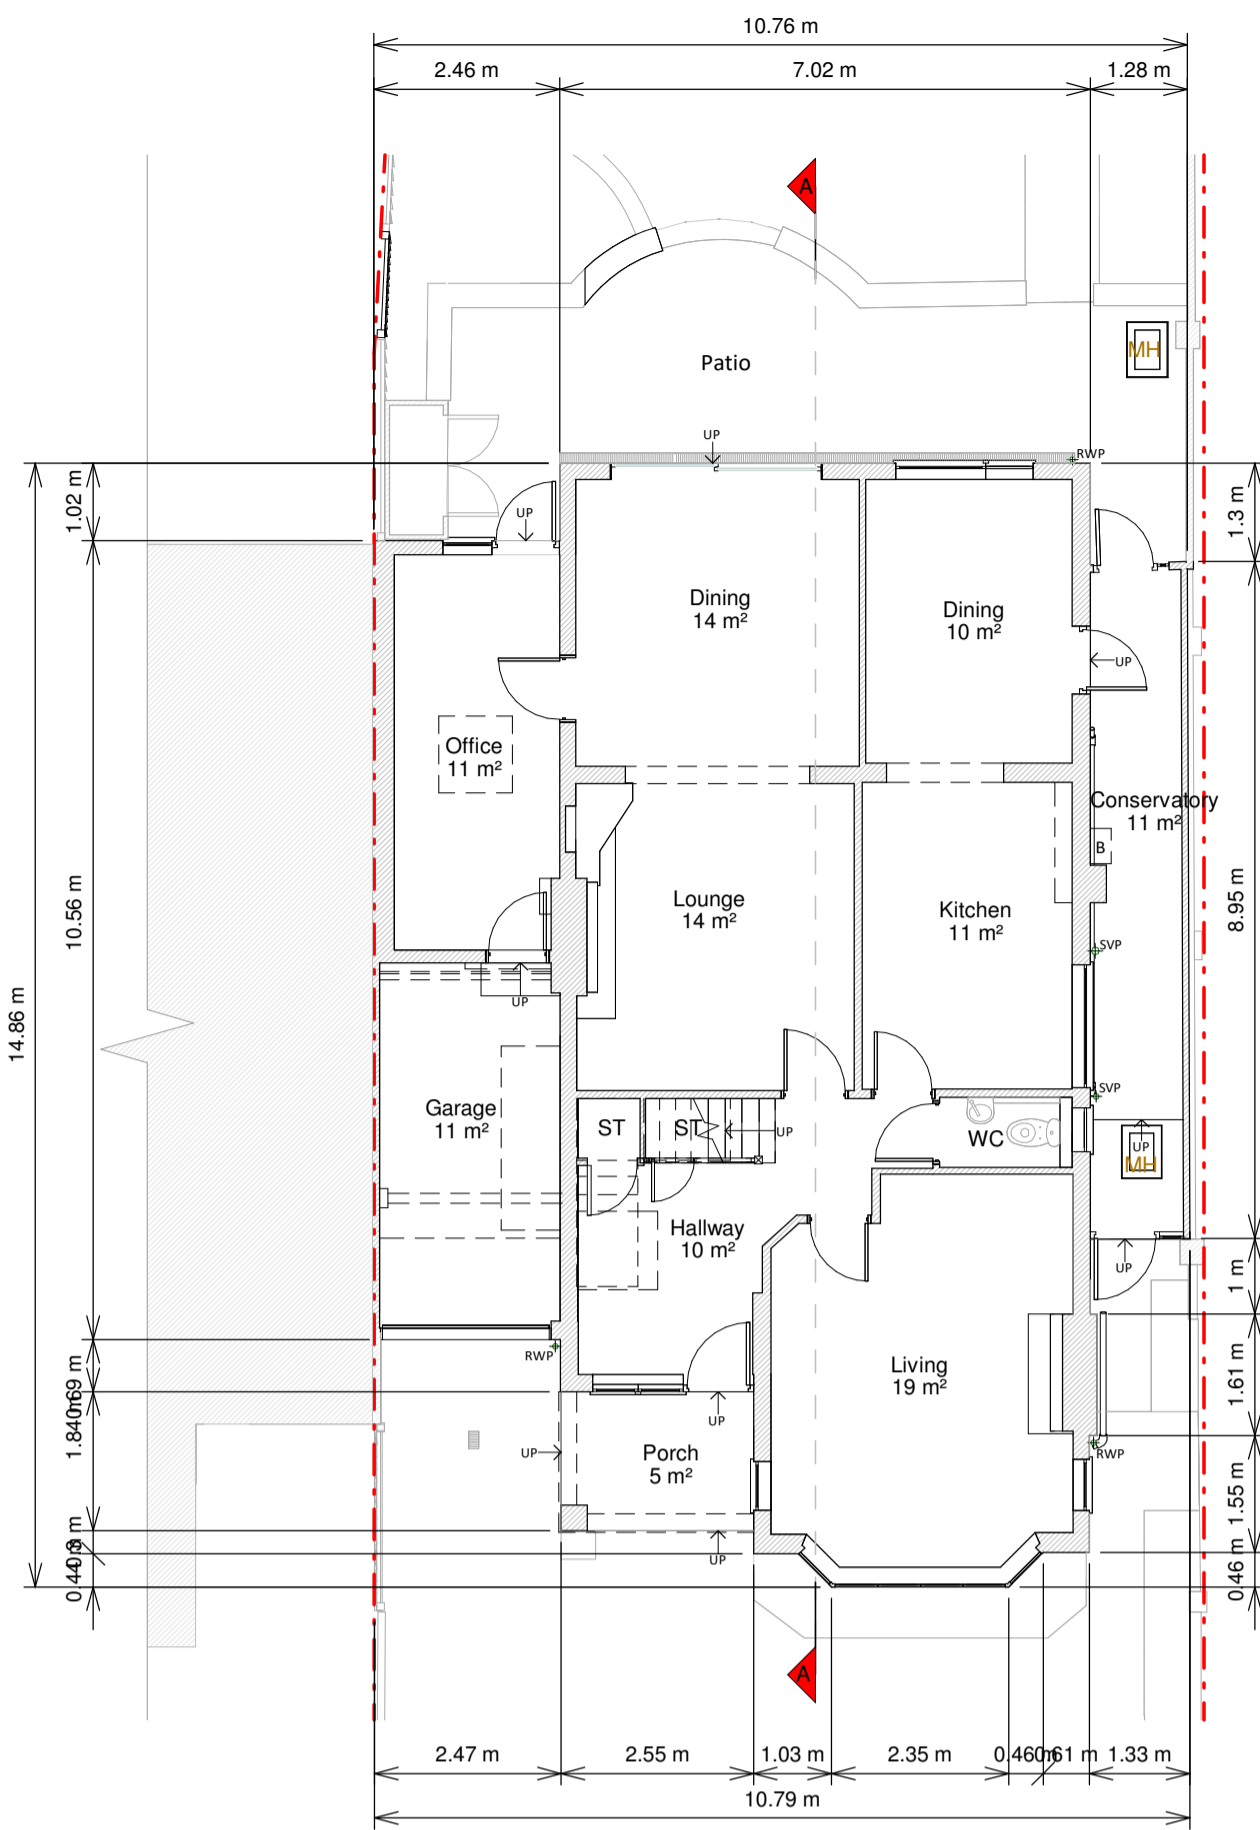 10.76 m
2.46 m
7.02 m
1.28 m
A
MH
Patio
UP
RWP
1.02 m
1.3 m
UP
Dining
14 m²
Dining
10 m²
UP
Office
11 m²
Conservatory
11 m²
B
Lounge
14 m²
Kitchen
11 m²
10.56 m
8.95 m
SVP
UP
14.86 m
SVP
Garage
11 m²
ST
ST
UP
WC
UP
MH
Hallway
10 m²
UP
1 m
RWP
Living
19 m²
1.61 m
UP
UP
Porch
5 m²
RWP
1.55 m
UP
0.46 m
A
2.47 m
2.55 m
1.03 m
2.35 m
0.46
0.61 m
1.33 m
10.79 m